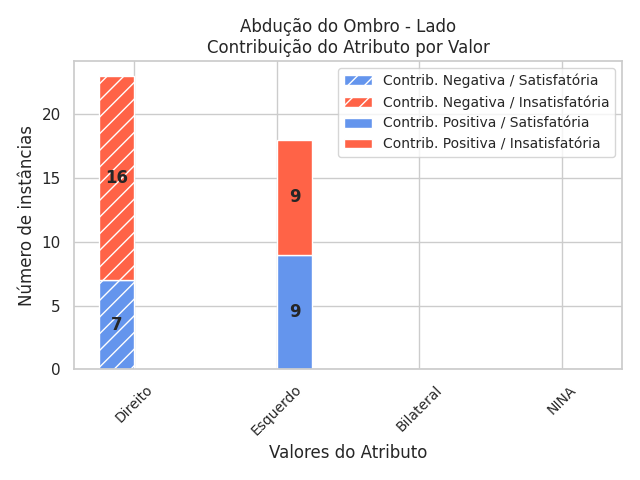 Abdução do Ombro - Lado
Contribuição do Atributo por Valor
Contrib. Negativa / Satisfatória
Contrib. Negativa / Insatisfatória
Contrib. Positiva / Satisfatória
Contrib. Positiva / Insatisfatória
Número de instâncias
20
15
10
5
0
16
7
9
9
Direito
Esquerdo
Bilateral
NINA
Valores do Atributo